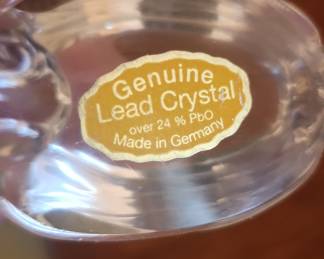 Genuine
Lead Crystal
over 24 % PbO
Made in Germany